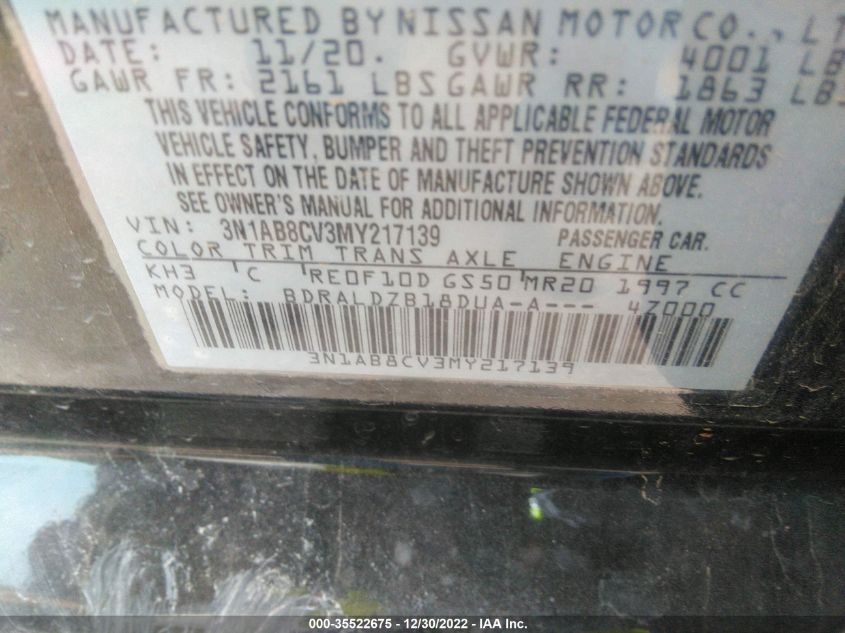 MANUFACTURED BY NISSAN MOTOR CO., LT
DATE: 11/20. GVWR: 4001 LB
GAWR FR: 2161 LBS GAWR RR: 1863 LBS
THIS VEHICLE CONFORMS TO ALL APPLICABLE FEDERAL MOTOR
VEHICLE SAFETY, BUMPER AND THEFT PREVENTION STANDARDS
IN EFFECT ON THE DATE OF MANUFACTURE SHOWN ABOVE.
SEE OWNER'S MANUAL FOR ADDITIONAL INFORMATION.
VIN: 3N1AB8CV3MY217139 PASSENGER CAR.
COLOR TRIM TRANS AXLE ENGINE
KH3 C RE0F10D GS50 MR20 1997 CC
MODEL: BDRALDZB18DUA-A--- 4Z000
3N1AB8CV3MY217139
000-35522675 - 12/30/2022 - IAA Inc.